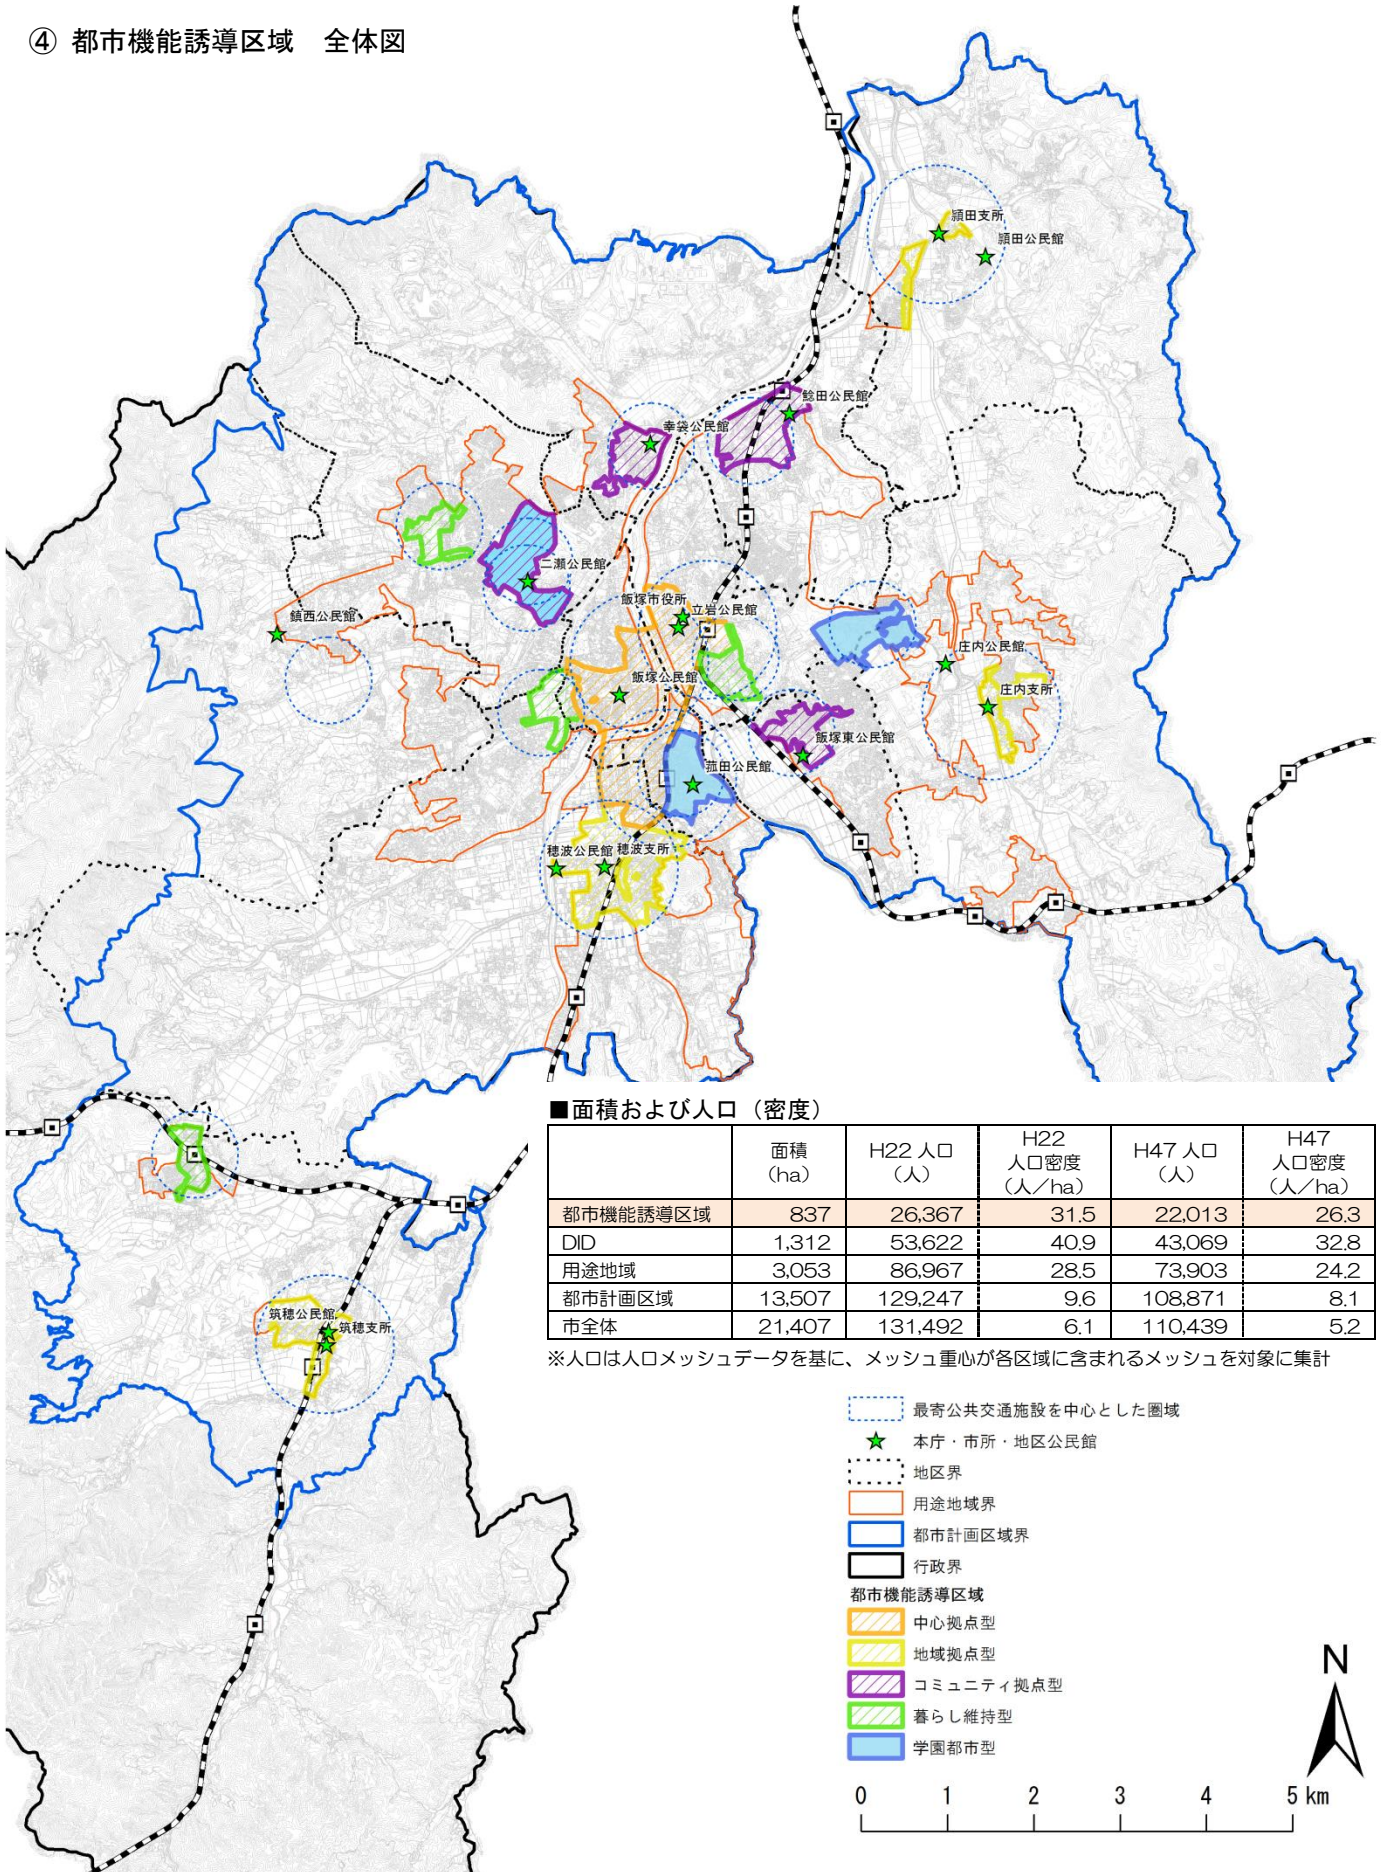 ④ 都市機能誘導区域 全体図
頴田支所
頴田公民館
鯰田公民館
幸袋公民館
二瀬公民館
飯塚市役所
立岩公民館
鎮西公民館
庄内公民館
飯塚公民館
庄内支所
飯塚東公民館
菰田公民館
穂波公民館 穂波支所
筑穂公民館
筑穂支所
■面積および人口（密度）
面積（ha） H22 人口（人） H22 人口密度（人／ha） H47 人口（人） H47 人口密度（人／ha）
都市機能誘導区域 837 26,367 31.5 22,013 26.3
DID 1,312 53,622 40.9 43,069 32.8
用途地域 3,053 86,967 28.5 73,903 24.2
都市計画区域 13,507 129,247 9.6 108,871 8.1
市全体 21,407 131,492 6.1 110,439 5.2
※人口は人口メッシュデータを基に、メッシュ重心が各区域に含まれるメッシュを対象に集計
最寄公共交通施設を中心とした圏域
本庁・市所・地区公民館
地区界
用途地域界
都市計画区域界
行政界
都市機能誘導区域
中心拠点型
地域拠点型
コミュニティ拠点型
暮らし維持型
学園都市型
N
0 1 2 3 4 5 km